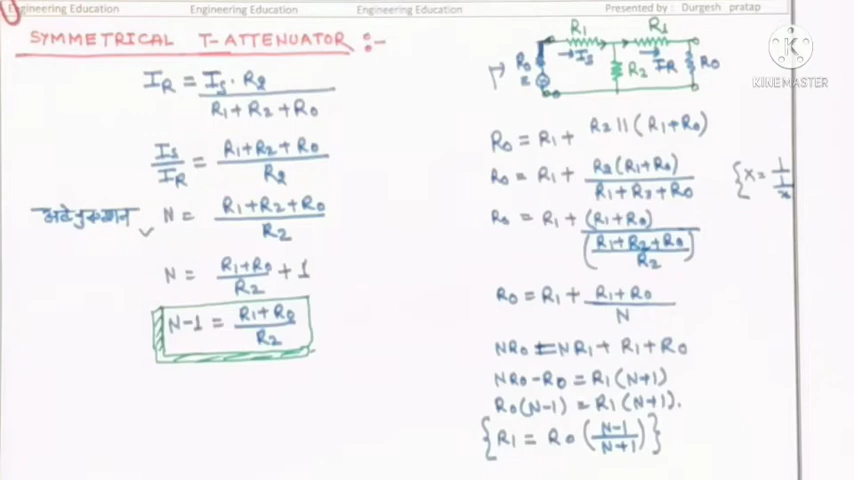 Engineering Education Engineering Education Engineering Education Presented by : Durgesh pratap
SYMMETRICAL T-ATTENUATOR :-
IR = Is · R2 / R1 + R2 + R0
Is / IR = R1 + R2 + R0 / R2
N = R1 + R2 + R0 / R2
N = R1 + R0 / R2 + 1
N-1 = R1 + R0 / R2
R1 R1
R0 Is R2 IR R0
K
KINEMASTER
R0 = R1 + R2 || (R1 + R0)
R0 = R1 + R2(R1 + R0) / R1 + R2 + R0
{x = 1 / 1/x
R0 = R1 + (R1 + R0) / (R1 + R2 + R0 / R2)
R0 = R1 + R1 + R0 / N
NR0 = NR1 + R1 + R0
NR0 - R0 = R1(N+1)
R0(N-1) = R1(N+1).
{R1 = R0 (N-1 / N+1)}